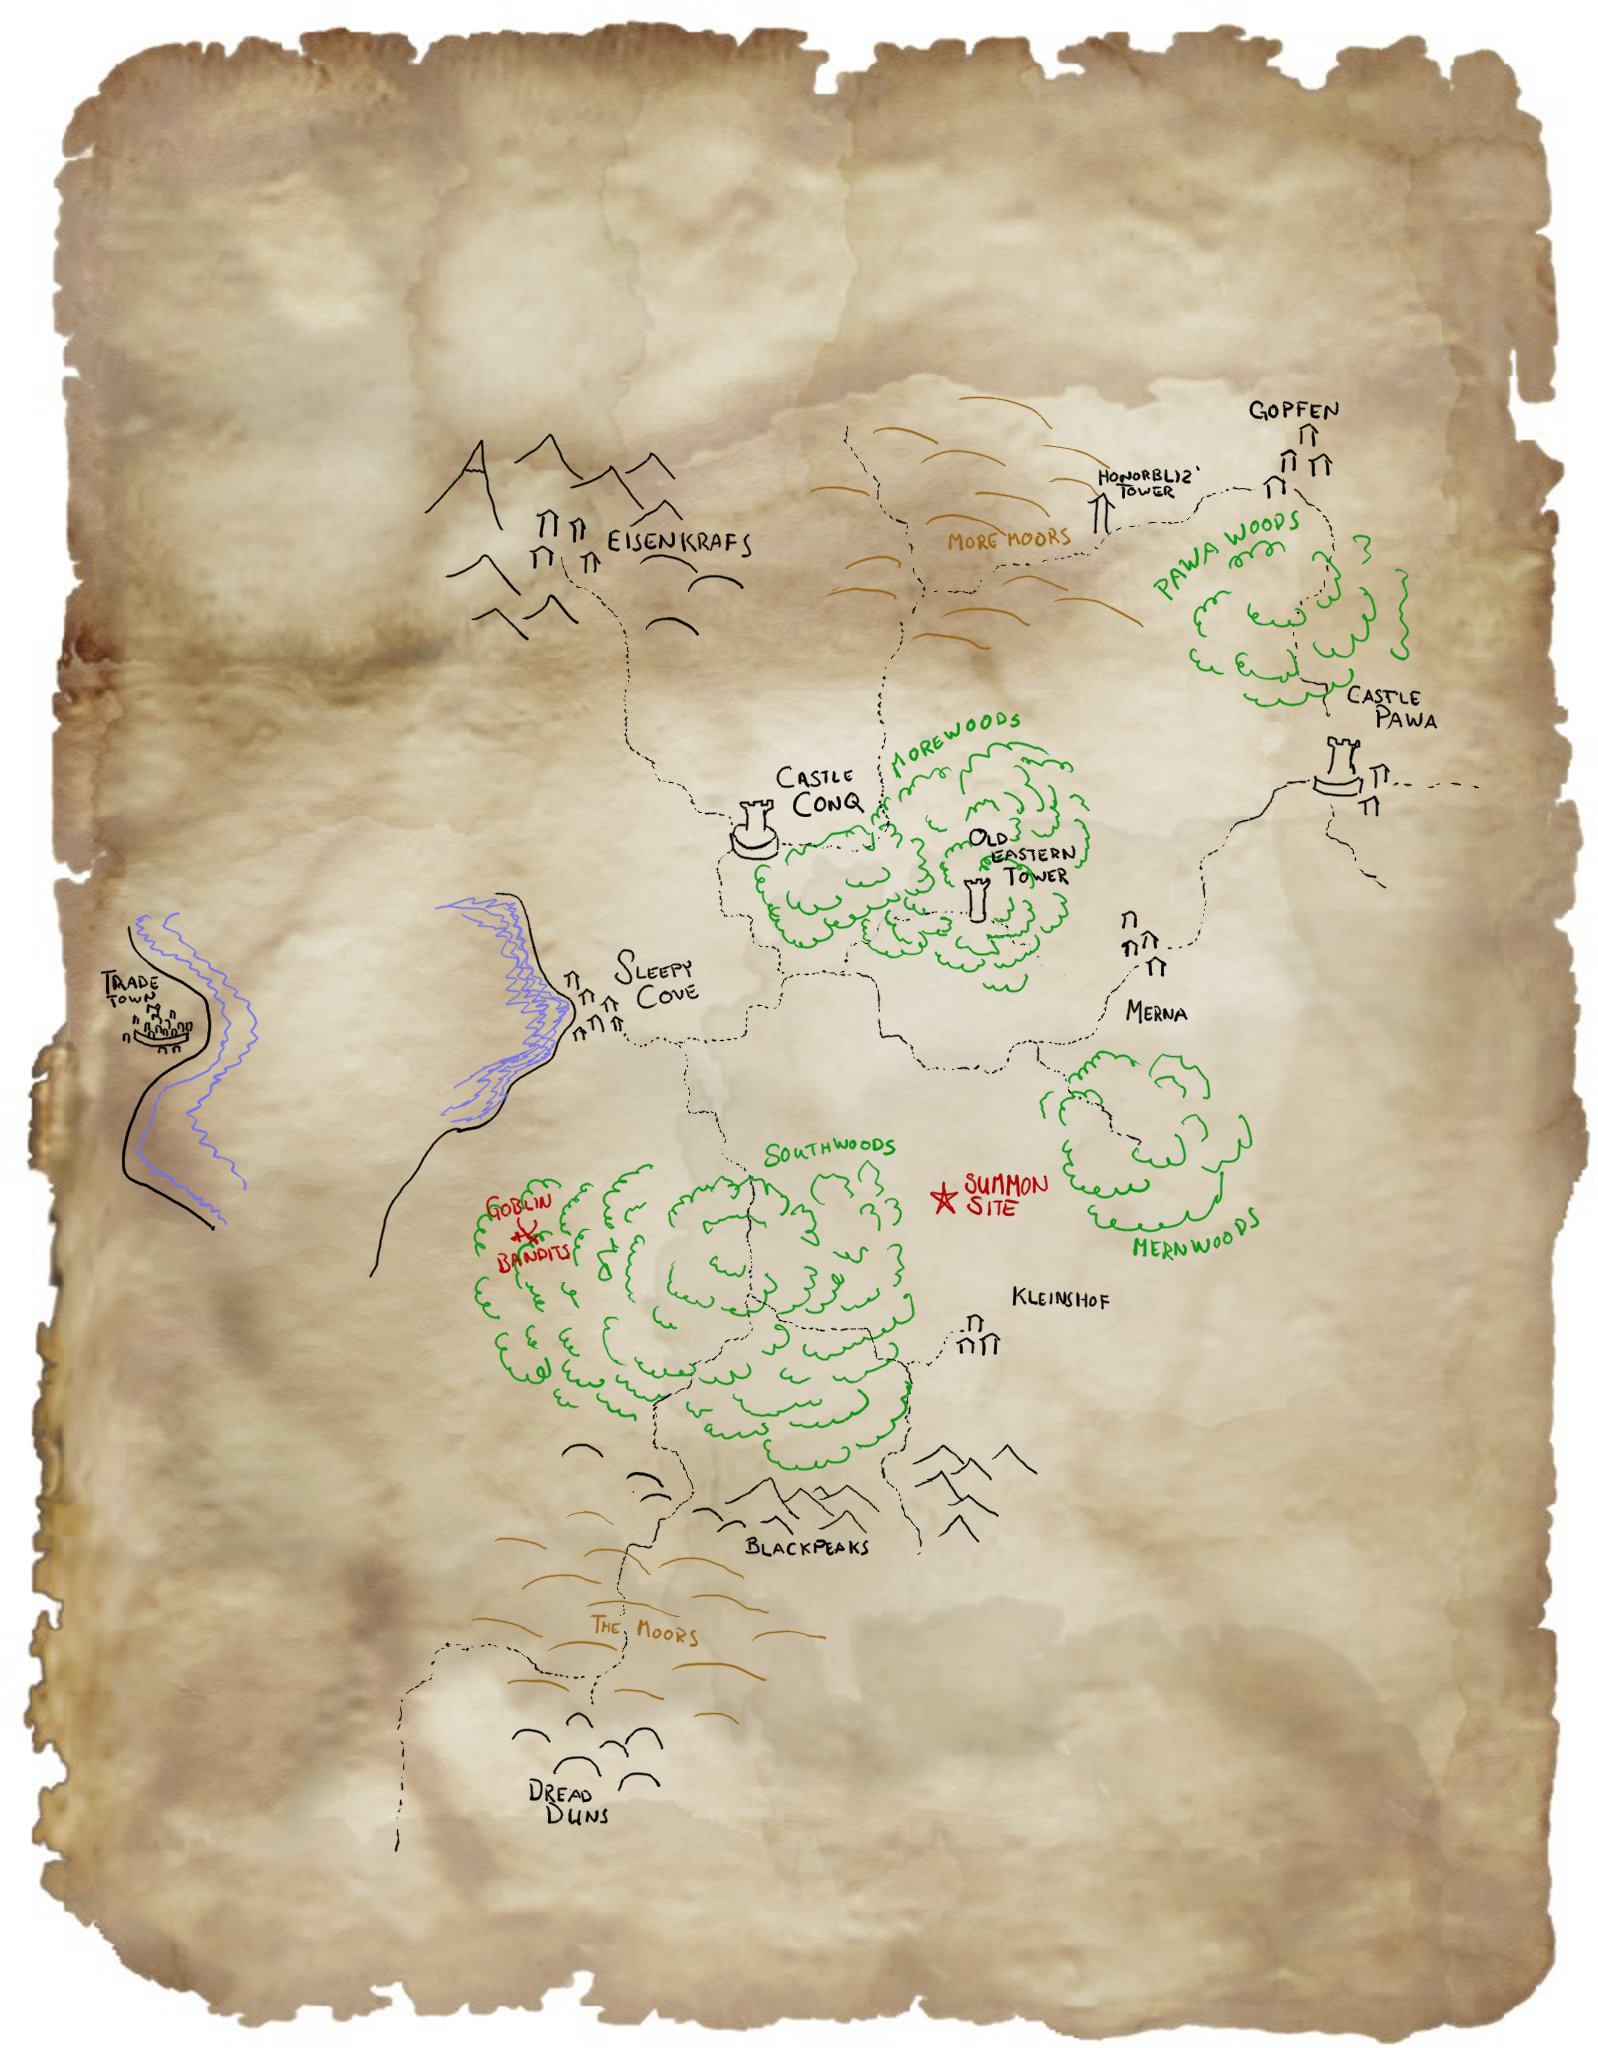 GOPFEN
HONORBLIZ'
TOWER
EISENKRAFS
MORE MOORS
PAWA WOODS
CASTLE
PAWA
MOREWOODS
CASTLE
CONQ
OLD
EASTERN
TOWER
TRADE
TOWN
SLEEPY
COVE
MERNA
SOUTHWOODS
SUMMON
SITE
GOBLIN
BANDITS
MERNWOODS
KLEINSHOF
BLACKPEAKS
THE MOORS
DREAD
DUNS